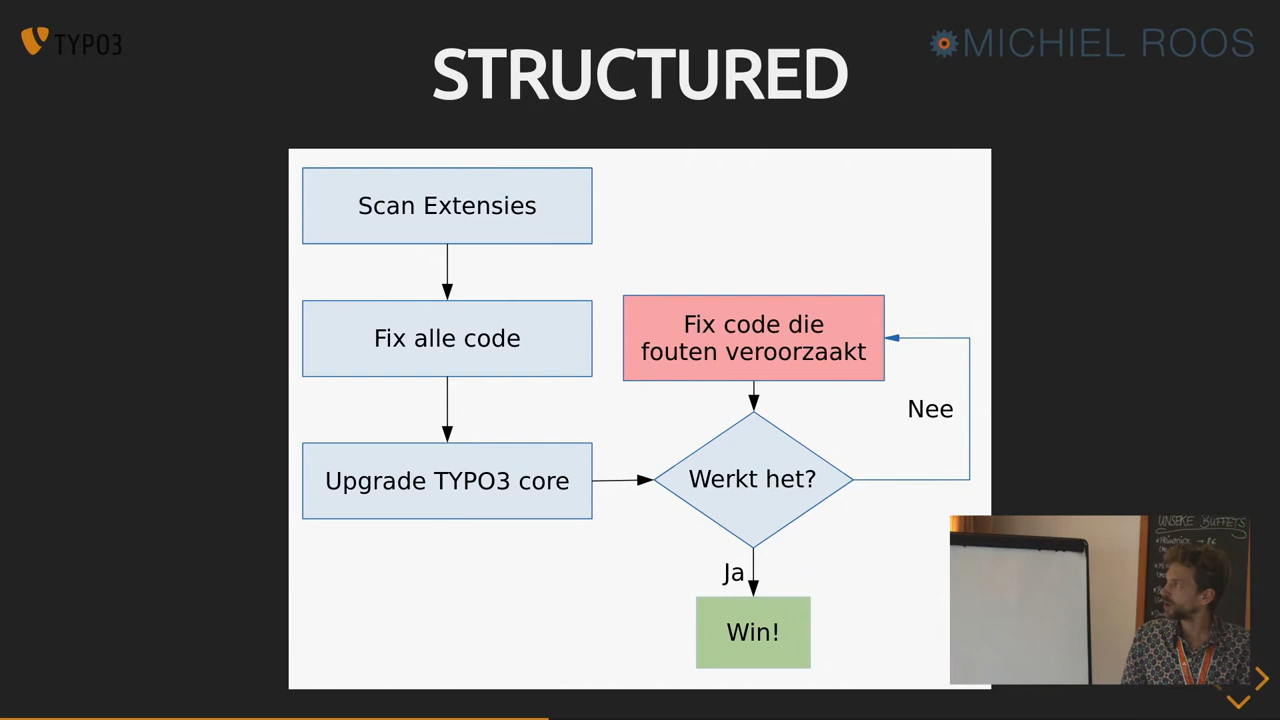 TYPO3
MICHIEL ROOS
STRUCTURED
Scan Extensies
Fix alle code
Fix code die
fouten veroorzaakt
Nee
Upgrade TYPO3 core
Werkt het?
Ja
Win!
UNSERE BUFFETS